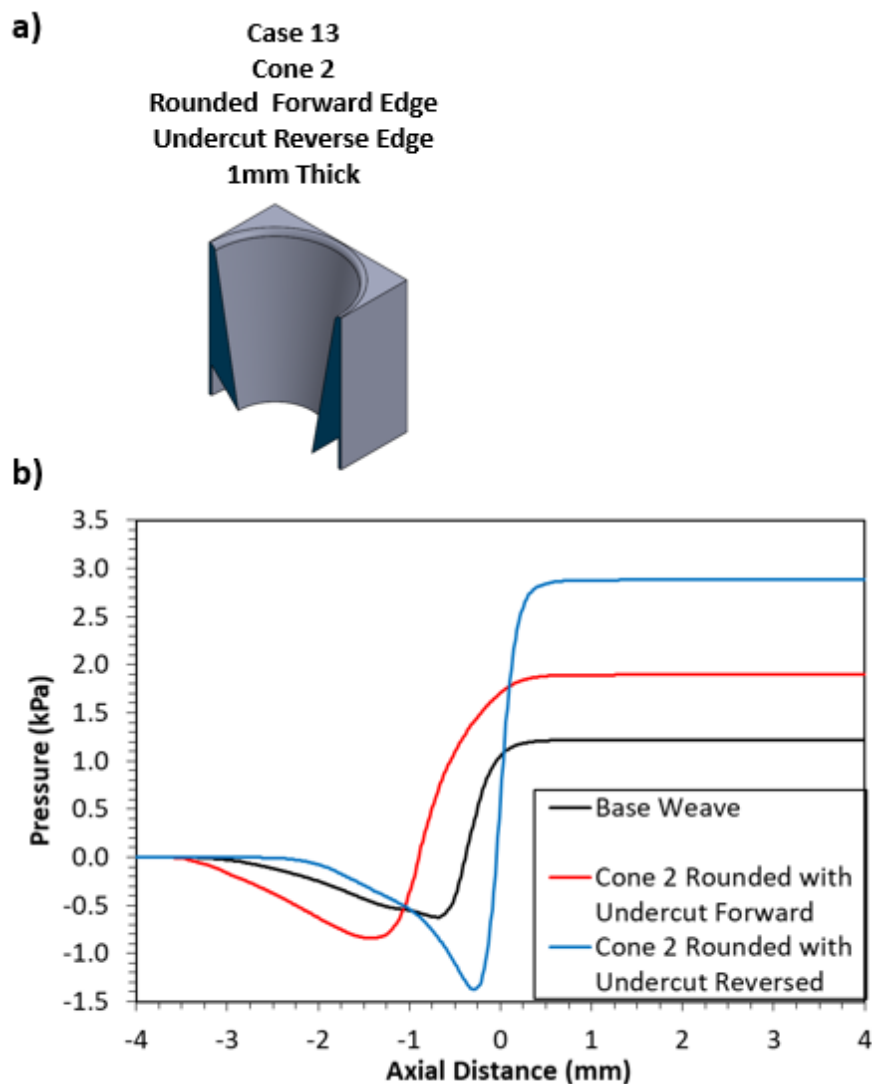 a)
Case 13
Cone 2
Rounded Forward Edge
Undercut Reverse Edge
1mm Thick
b)
3.5
3.0
2.5
2.0
1.5
1.0
0.5
0.0
-0.5
-1.0
-1.5
Pressure (kPa)
Base Weave
Cone 2 Rounded with
Undercut Forward
Cone 2 Rounded with
Undercut Reversed
-4 -3 -2 -1 0 1 2 3 4
Axial Distance (mm)